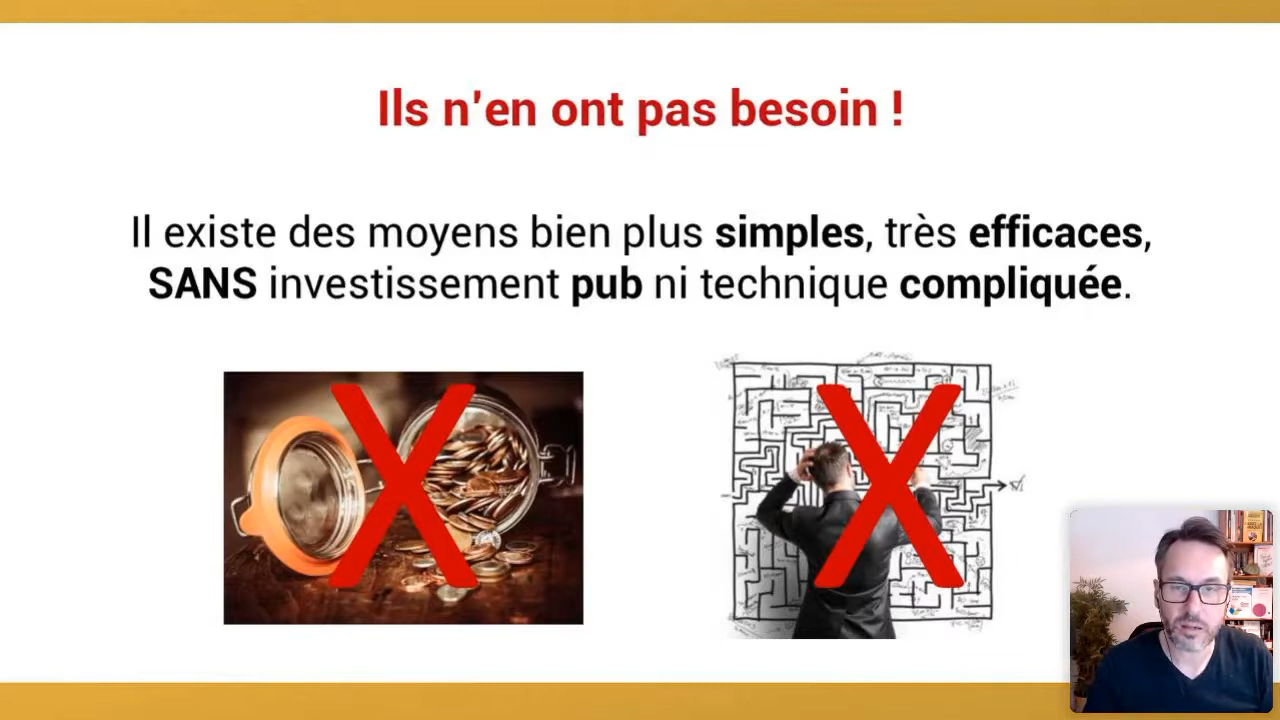 Ils n'en ont pas besoin !
Il existe des moyens bien plus simples, très efficaces,
SANS investissement pub ni technique compliquée.